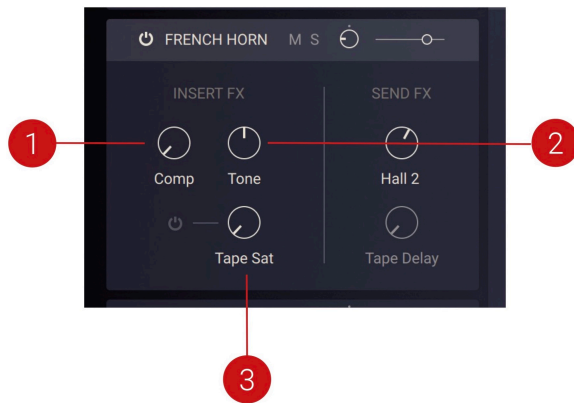 FRENCH HORN M S
INSERT FX SEND FX
1 2
Comp Tone Hall 2
Tape Sat Tape Delay
3